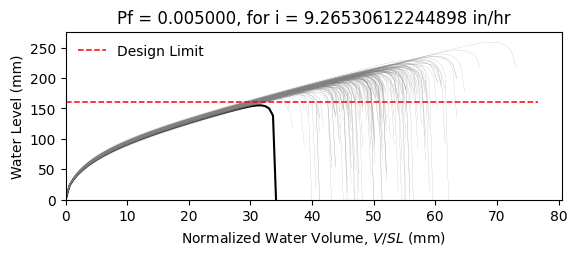 Pf = 0.005000, for i = 9.26530612244898 in/hr
Design Limit
Water Level (mm)
250
200
150
100
50
0
0 10 20 30 40 50 60 70 80
Normalized Water Volume, V/SL (mm)